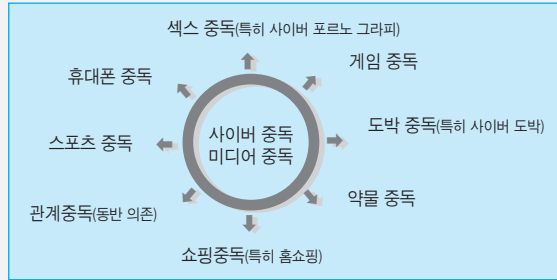 섹스 중독(특히 사이버 포르노 그라피)
휴대폰 중독
게임 중독
스포츠 중독
사이버 중독
미디어 중독
도박 중독(특히 사이버 도박)
관계중독(동반 의존)
약물 중독
쇼핑중독(특히 홈쇼핑)